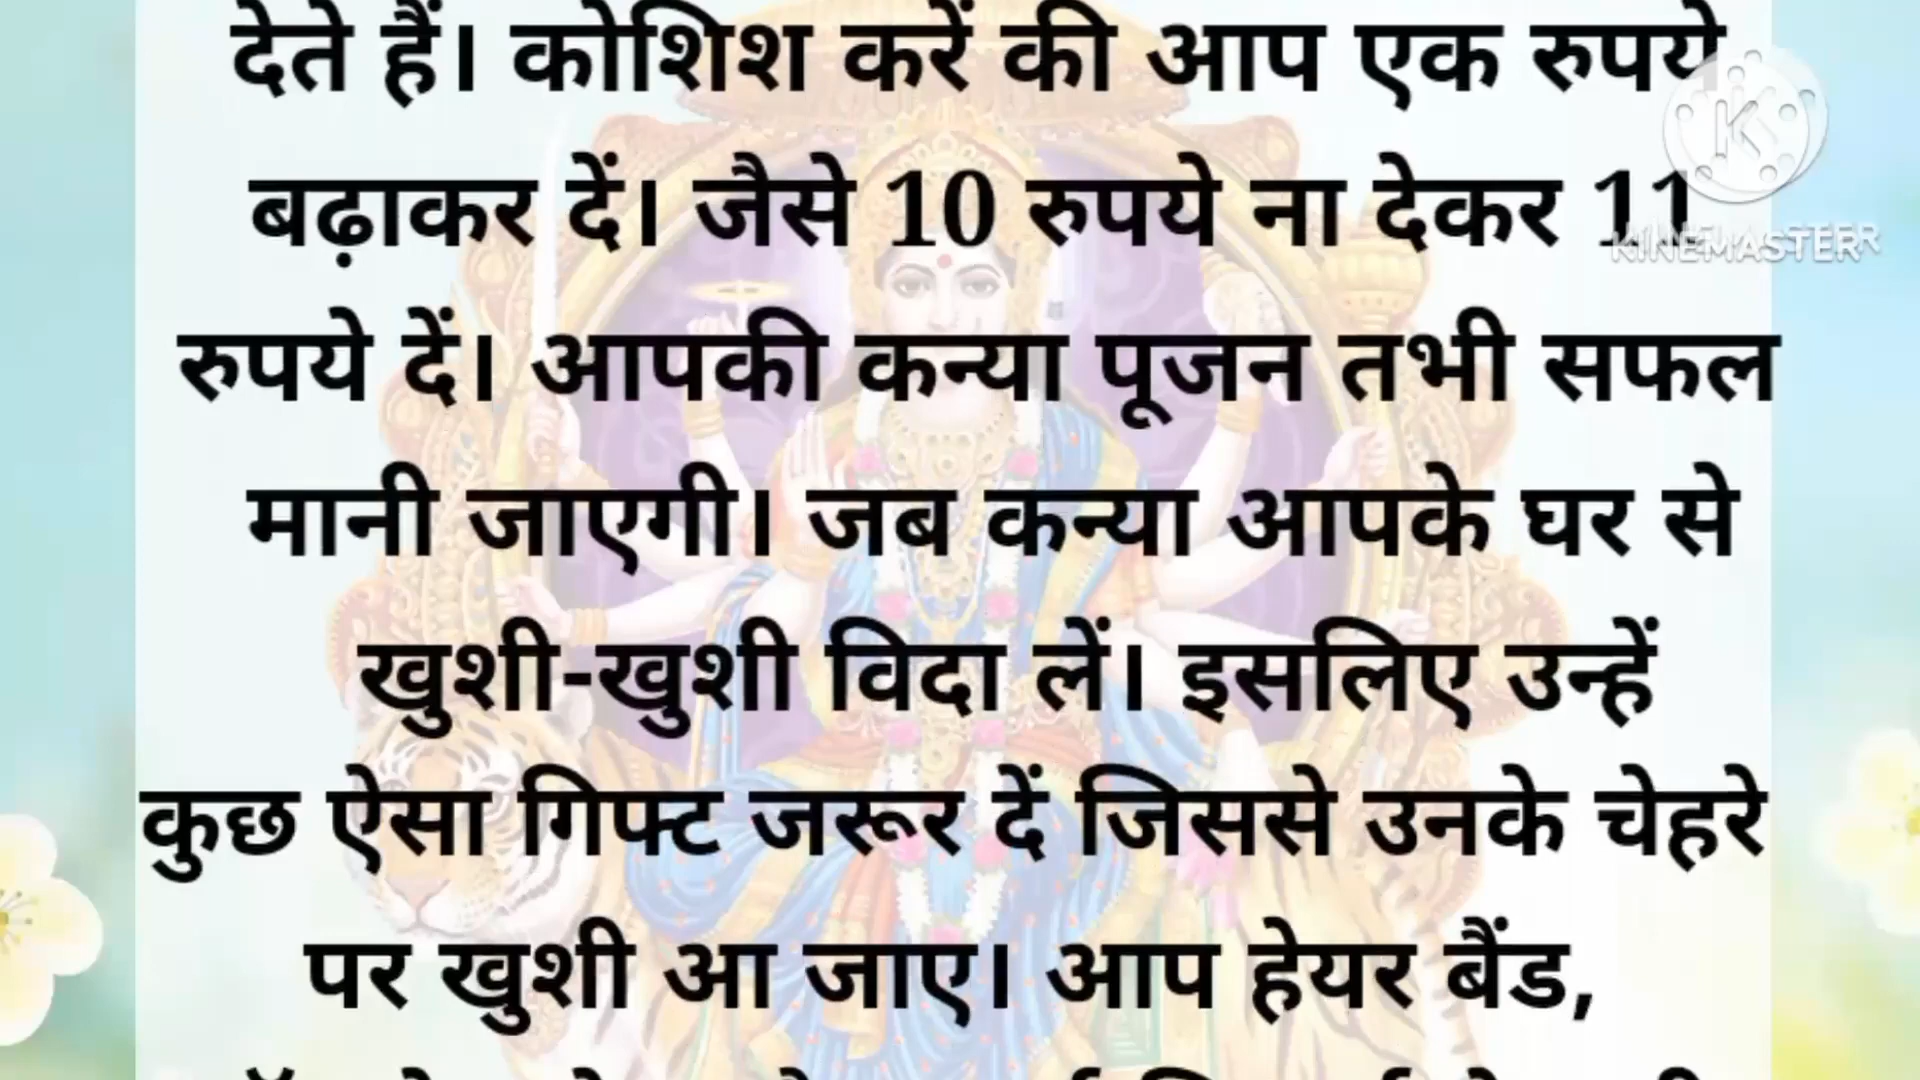 देते हैं। कोशिश करें की आप एक रुपये
बढ़ाकर दें। जैसे 10 रुपये ना देकर 11
KINEMASTER
रुपये दें। आपकी कन्या पूजन तभी सफल
मानी जाएगी। जब कन्या आपके घर से
खुशी-खुशी विदा लें। इसलिए उन्हें
कुछ ऐसा गिफ्ट जरूर दें जिससे उनके चेहरे
पर खुशी आ जाए। आप हेयर बैंड,